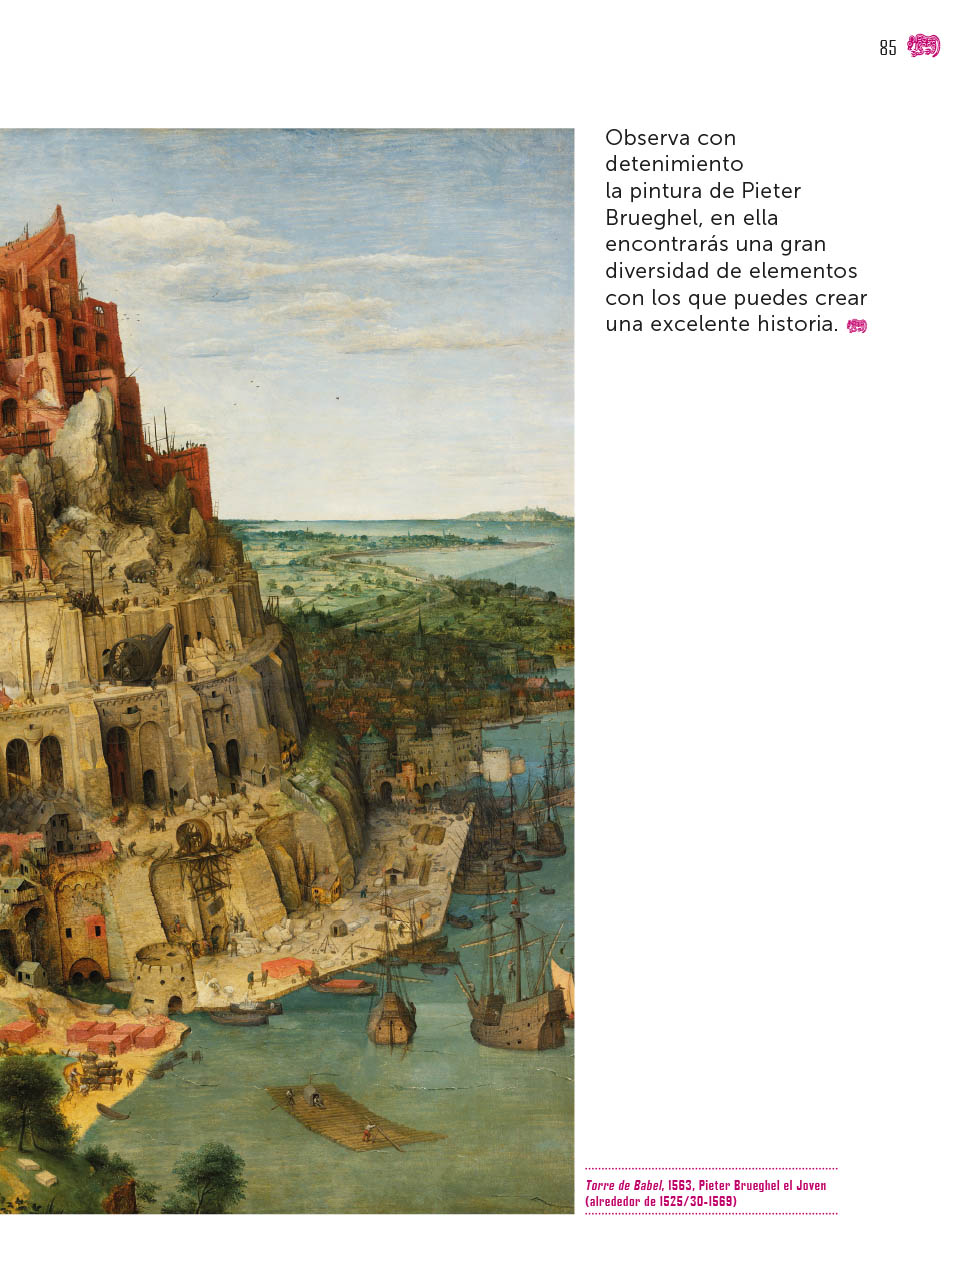 85
Observa con
detenimiento
la pintura de Pieter
Brueghel, en ella
encontrarás una gran
diversidad de elementos
con los que puedes crear
una excelente historia.
Torre de Babel, 1563, Pieter Brueghel el Joven
(alrededor de 1525/30-1569)